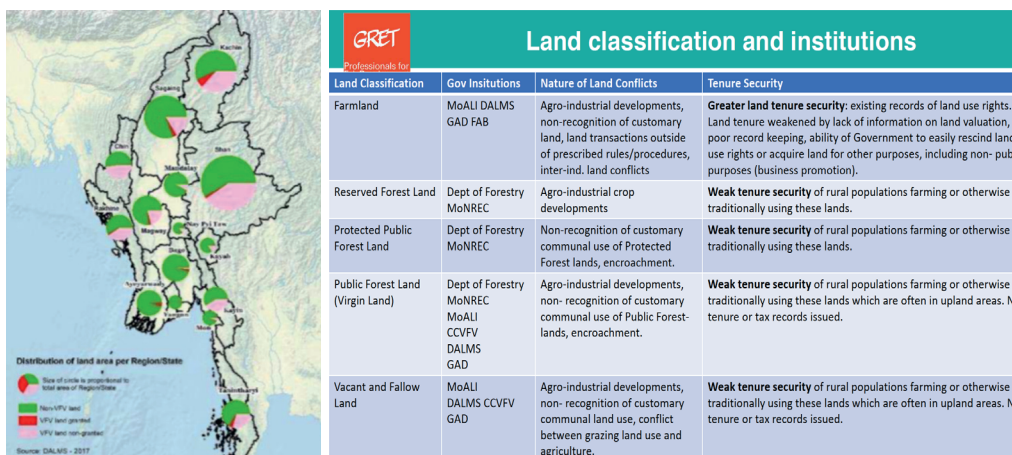 Kachin
Sagaing
Chin
Shan
Mandalay
Rakhine
Magway
Nay Pyi Taw
Kayah
Bago
Ayeyarwady
Yangon
Kayin
Mon
Tanintharyi
Distribution of land area per Region/State
Size of circle is proportional to
total area of Region/State
Non-VFV land
VFV land granted
VFV land non-granted
Source: DALMS - 2017
GRET
Professionals for
Land classification and institutions
Land Classification
Gov Insitutions
Nature of Land Conflicts
Tenure Security
Farmland
MoALI DALMS
GAD FAB
Agro-industrial developments,
non-recognition of customary
land, land transactions outside
of prescribed rules/procedures,
inter-ind. land conflicts
Greater land tenure security: existing records of land use rights.
Land tenure weakened by lack of information on land valuation,
poor record keeping, ability of Government to easily rescind land
use rights or acquire land for other purposes, including non- pub
purposes (business promotion).
Reserved Forest Land
Dept of Forestry
MoNREC
Agro-industrial crop
developments
Weak tenure security of rural populations farming or otherwise
traditionally using these lands.
Protected Public
Forest Land
Dept of Forestry
MoNREC
Non-recognition of customary
communal use of Protected
Forest lands, encroachment.
Weak tenure security of rural populations farming or otherwise
traditionally using these lands.
Public Forest Land
(Virgin Land)
Dept of Forestry
MoNREC
MoALI
CCVFV
DALMS
GAD
Agro-industrial developments,
non- recognition of customary
communal use of Public Forest-
lands, encroachment.
Weak tenure security of rural populations farming or otherwise
traditionally using these lands which are often in upland areas. N
tenure or tax records issued.
Vacant and Fallow
Land
MoALI
DALMS CCVFV
GAD
Agro-industrial developments,
non- recognition of customary
communal land use, conflict
between grazing land use and
agriculture.
Weak tenure security of rural populations farming or otherwise
traditionally using these lands which are often in upland areas. N
tenure or tax records issued.